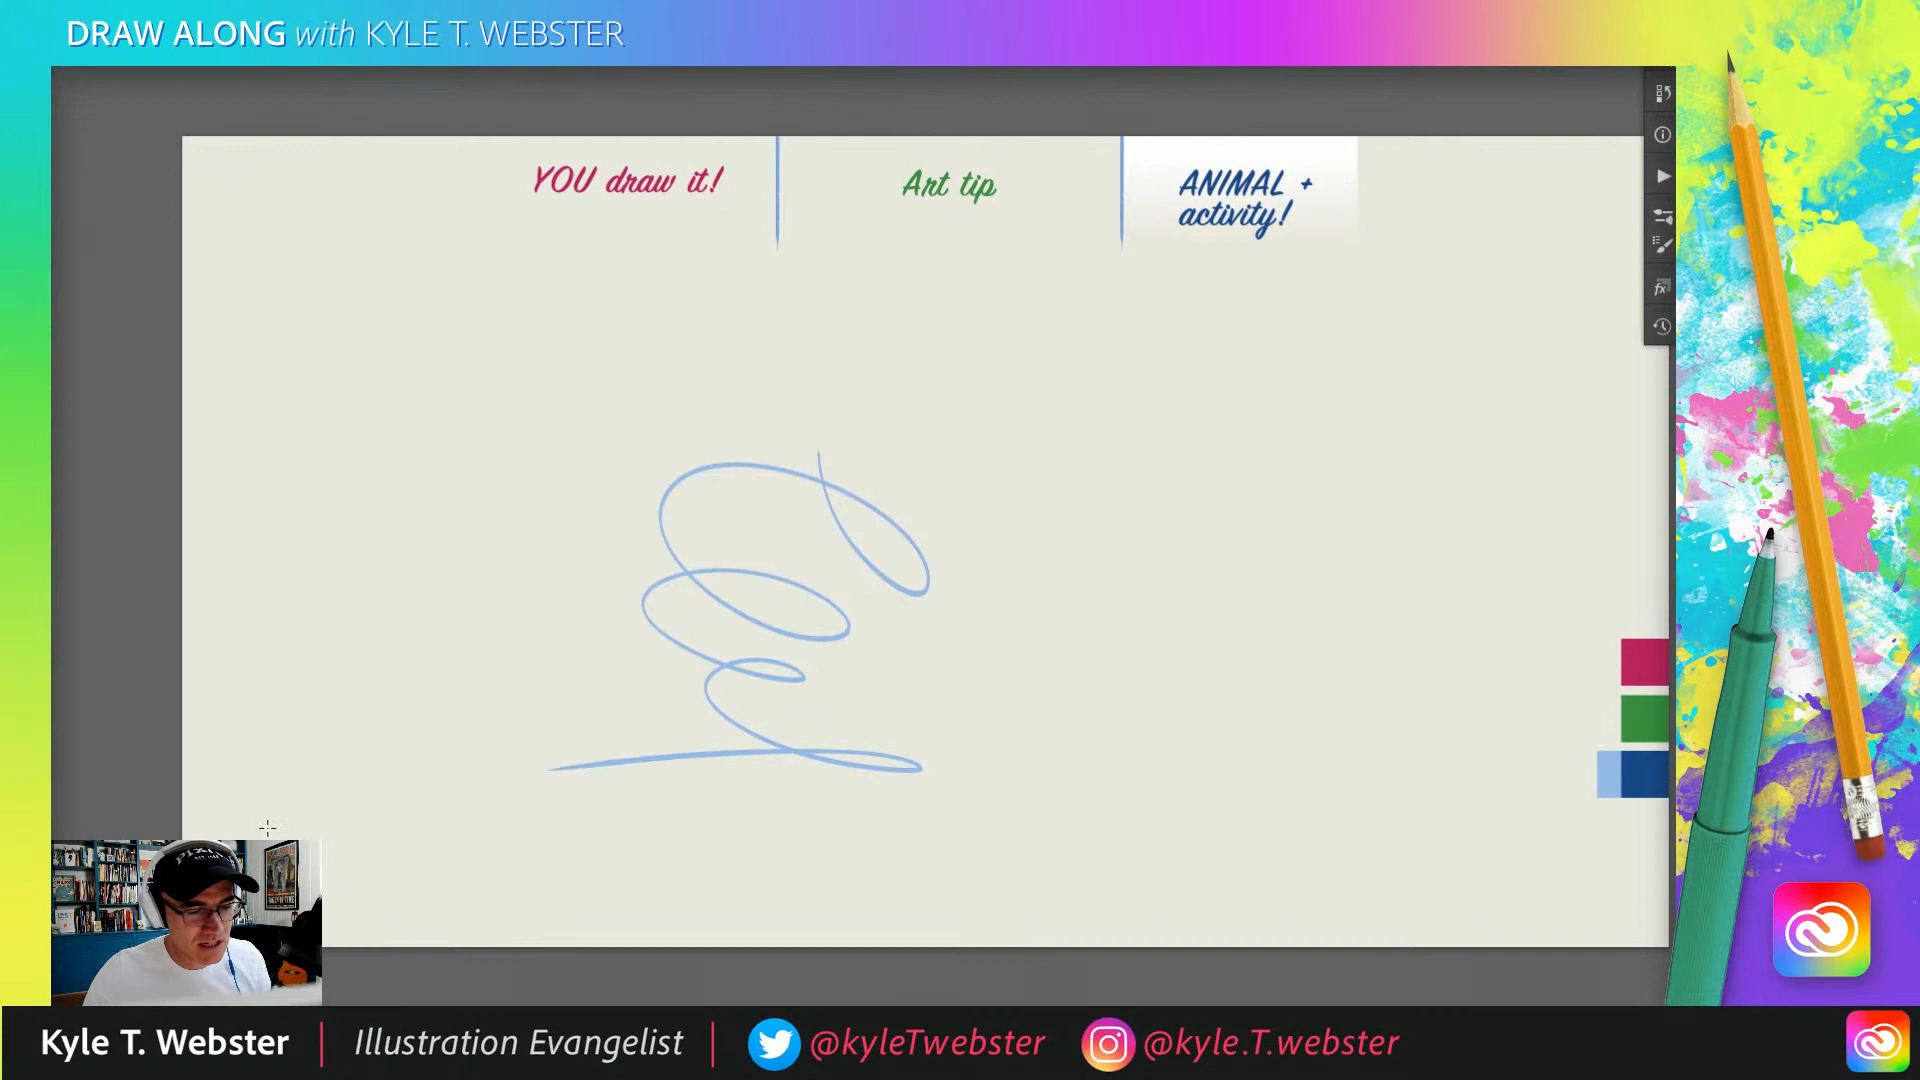 DRAW ALONG with KYLE T. WEBSTER
YOU draw it!
Art tip
ANIMAL +
activity!
fx
Kyle T. Webster
Illustration Evangelist
@kyleTwebster
@kyle.T.webster